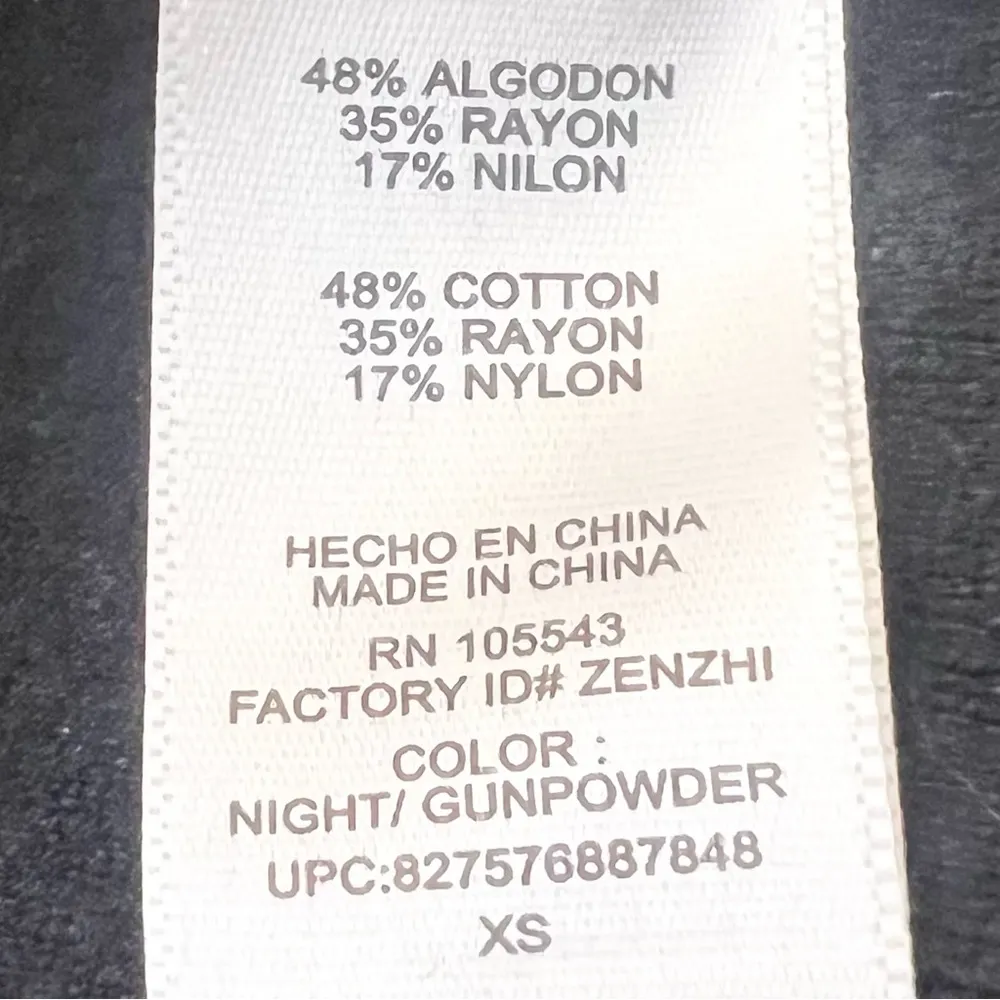 48% ALGODON
35% RAYON
17% NILON
48% COTTON
35% RAYON
17% NYLON
HECHO EN CHINA
MADE IN CHINA
RN 105543
FACTORY ID# ZENZHI
COLOR :
NIGHT/ GUNPOWDER
UPC:827576887848
XS